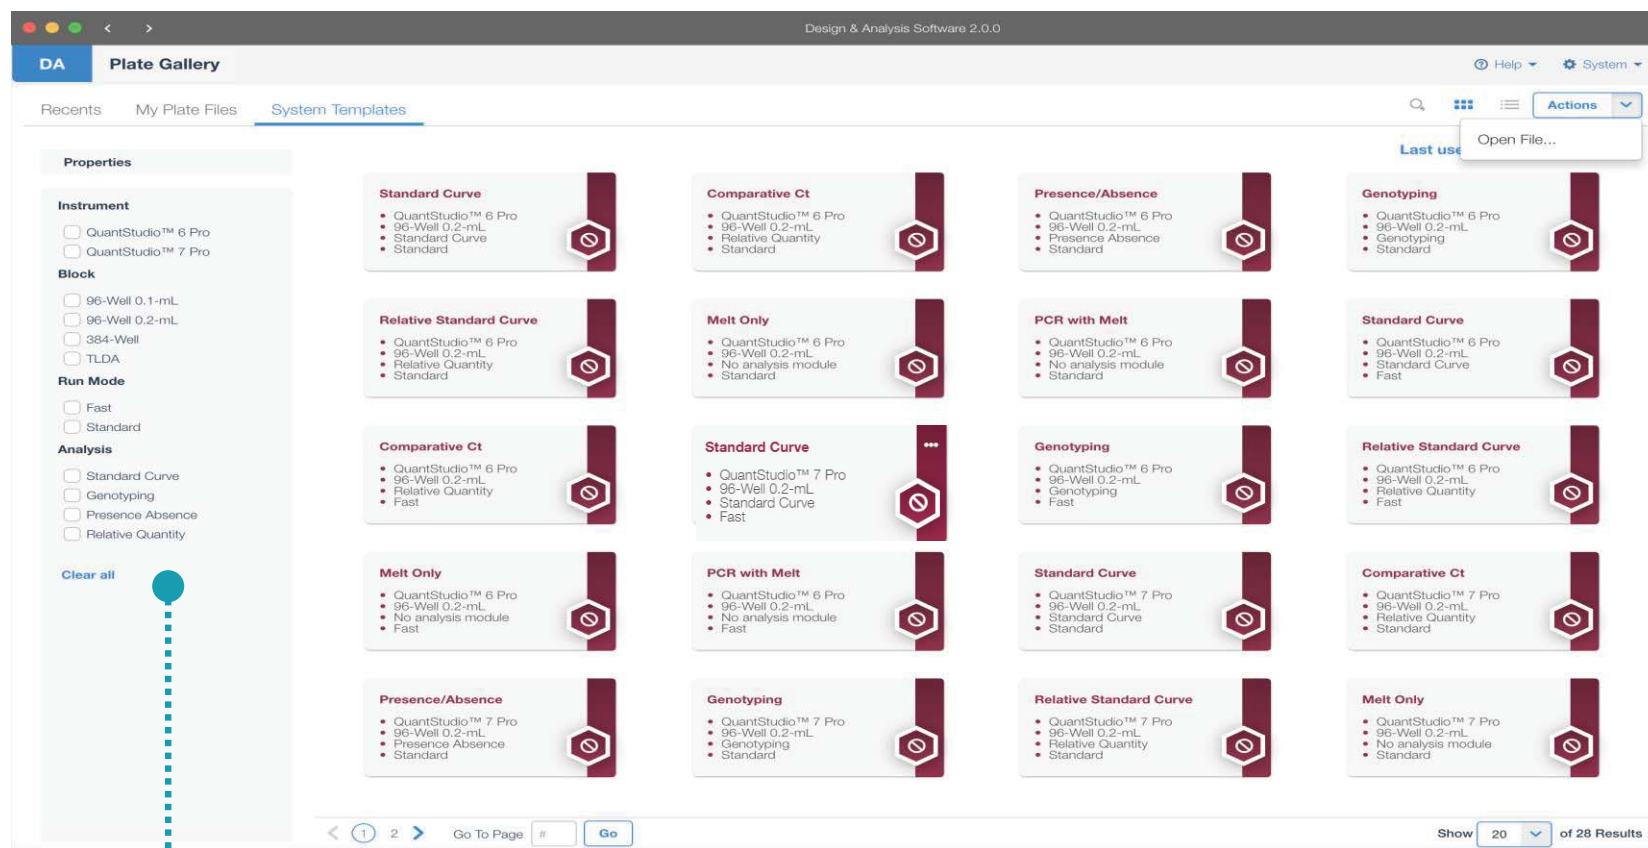 Design & Analysis Software 2.0.0
DA Plate Gallery Help System
Recents My Plate Files System Templates Actions
Open File...
Last use
Properties
Instrument
QuantStudio™ 6 Pro
QuantStudio™ 7 Pro
Block
96-Well 0.1-mL
96-Well 0.2-mL
384-Well
TLDA
Run Mode
Fast
Standard
Analysis
Standard Curve
Genotyping
Presence Absence
Relative Quantity
Clear all
Standard Curve
QuantStudio™ 6 Pro
96-Well 0.2-mL
Standard Curve
Standard
Comparative Ct
QuantStudio™ 6 Pro
96-Well 0.2-mL
Relative Quantity
Standard
Presence/Absence
QuantStudio™ 6 Pro
96-Well 0.2-mL
Presence Absence
Standard
Genotyping
QuantStudio™ 6 Pro
96-Well 0.2-mL
Genotyping
Standard
Relative Standard Curve
QuantStudio™ 6 Pro
96-Well 0.2-mL
Relative Quantity
Standard
Melt Only
QuantStudio™ 6 Pro
96-Well 0.2-mL
No analysis module
Standard
PCR with Melt
QuantStudio™ 6 Pro
96-Well 0.2-mL
No analysis module
Standard
Standard Curve
QuantStudio™ 6 Pro
96-Well 0.2-mL
Standard Curve
Fast
Comparative Ct
QuantStudio™ 6 Pro
96-Well 0.2-mL
Relative Quantity
Fast
Standard Curve
QuantStudio™ 7 Pro
96-Well 0.2-mL
Standard Curve
Fast
Genotyping
QuantStudio™ 6 Pro
96-Well 0.2-mL
Genotyping
Fast
Relative Standard Curve
QuantStudio™ 6 Pro
96-Well 0.2-mL
Relative Quantity
Fast
Melt Only
QuantStudio™ 6 Pro
96-Well 0.2-mL
No analysis module
Fast
PCR with Melt
QuantStudio™ 6 Pro
96-Well 0.2-mL
No analysis module
Fast
Standard Curve
QuantStudio™ 7 Pro
96-Well 0.2-mL
Standard Curve
Standard
Comparative Ct
QuantStudio™ 7 Pro
96-Well 0.2-mL
Relative Quantity
Standard
Presence/Absence
QuantStudio™ 7 Pro
96-Well 0.2-mL
Presence Absence
Standard
Genotyping
QuantStudio™ 7 Pro
96-Well 0.2-mL
Genotyping
Standard
Relative Standard Curve
QuantStudio™ 7 Pro
96-Well 0.2-mL
Relative Quantity
Standard
Melt Only
QuantStudio™ 7 Pro
96-Well 0.2-mL
No analysis module
Standard
1 2 Go To Page # Go Show 20 of 28 Results